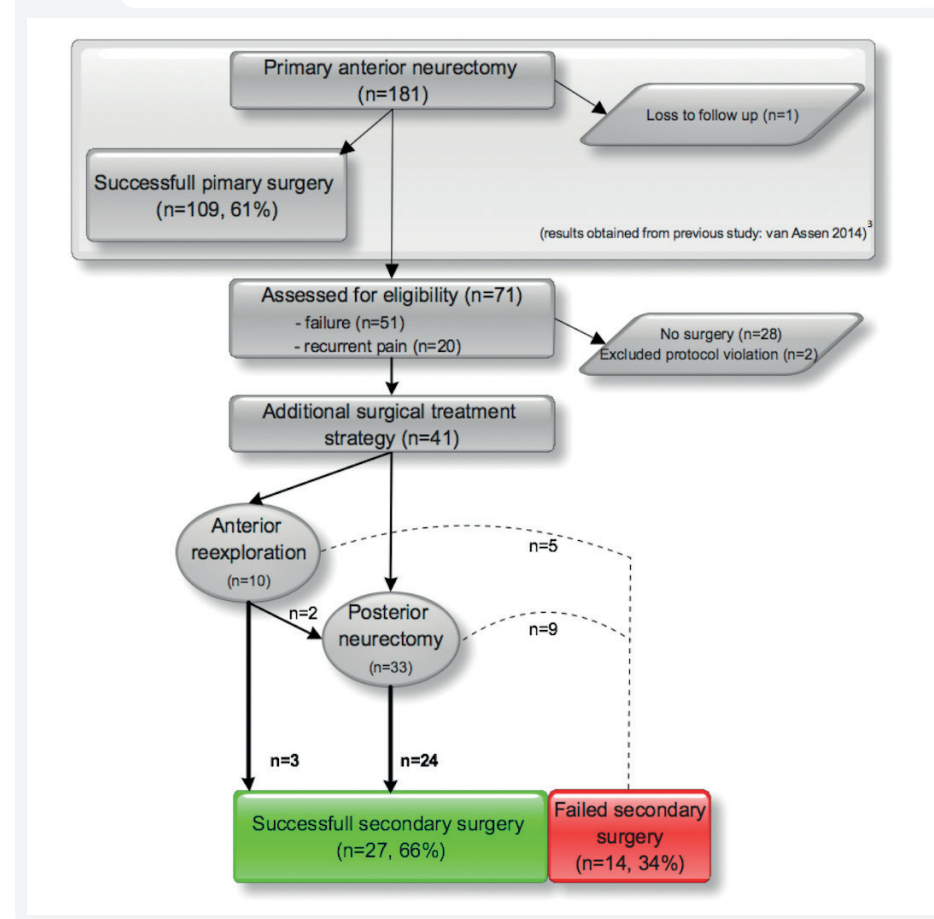 Primary anterior neurectomy
(n=181)
Loss to follow up (n=1)
Successfull pimary surgery
(n=109, 61%)
(results obtained from previous study: van Assen 2014)³
Assessed for eligibility (n=71)
- failure (n=51)
- recurrent pain (n=20)
No surgery (n=28)
Excluded protocol violation (n=2)
Additional surgical treatment
strategy (n=41)
Anterior
reexploration
(n=10)
n=5
n=2
Posterior
neurectomy
(n=33)
n=9
n=3
n=24
Successfull secondary surgery
(n=27, 66%)
Failed secondary
surgery
(n=14, 34%)